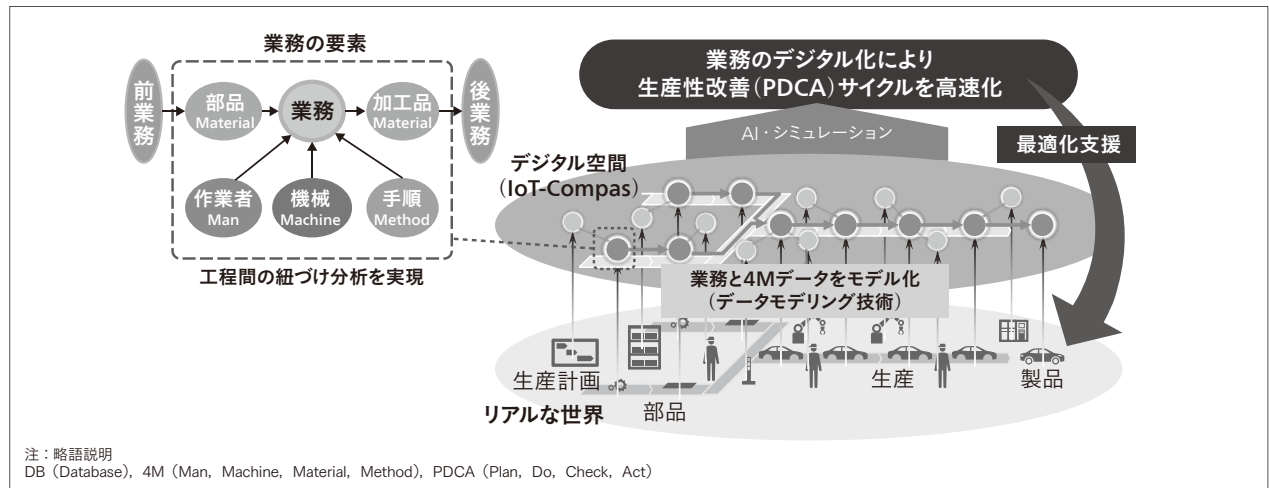 業務の要素
前業務
部品
Material
業務
加工品
Material
後業務
作業者
Man
機械
Machine
手順
Method
工程間の紐づけ分析を実現
業務のデジタル化により
生産性改善(PDCA)サイクルを高速化
AI・シミュレーション
最適化支援
デジタル空間
(IoT-Compas)
業務と4Mデータをモデル化
(データモデリング技術)
生産計画
リアルな世界
部品
生産
製品
注:略語説明
DB(Database),4M(Man,Machine,Material,Method),PDCA(Plan,Do,Check,Act)